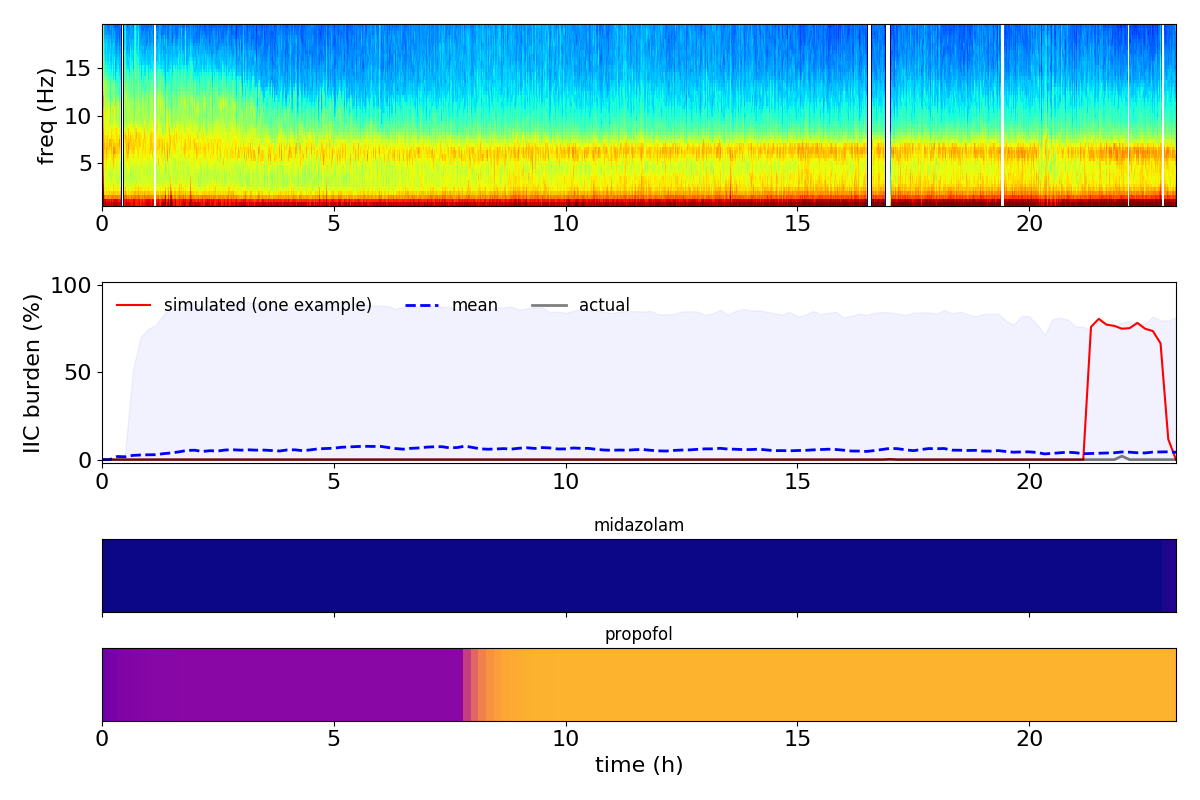 freq (Hz)
15
10
5
0 5 10 15 20
IIC burden (%)
100
50
0
simulated (one example) mean actual
0 5 10 15 20
midazolam
propofol
0 5 10 15 20
time (h)